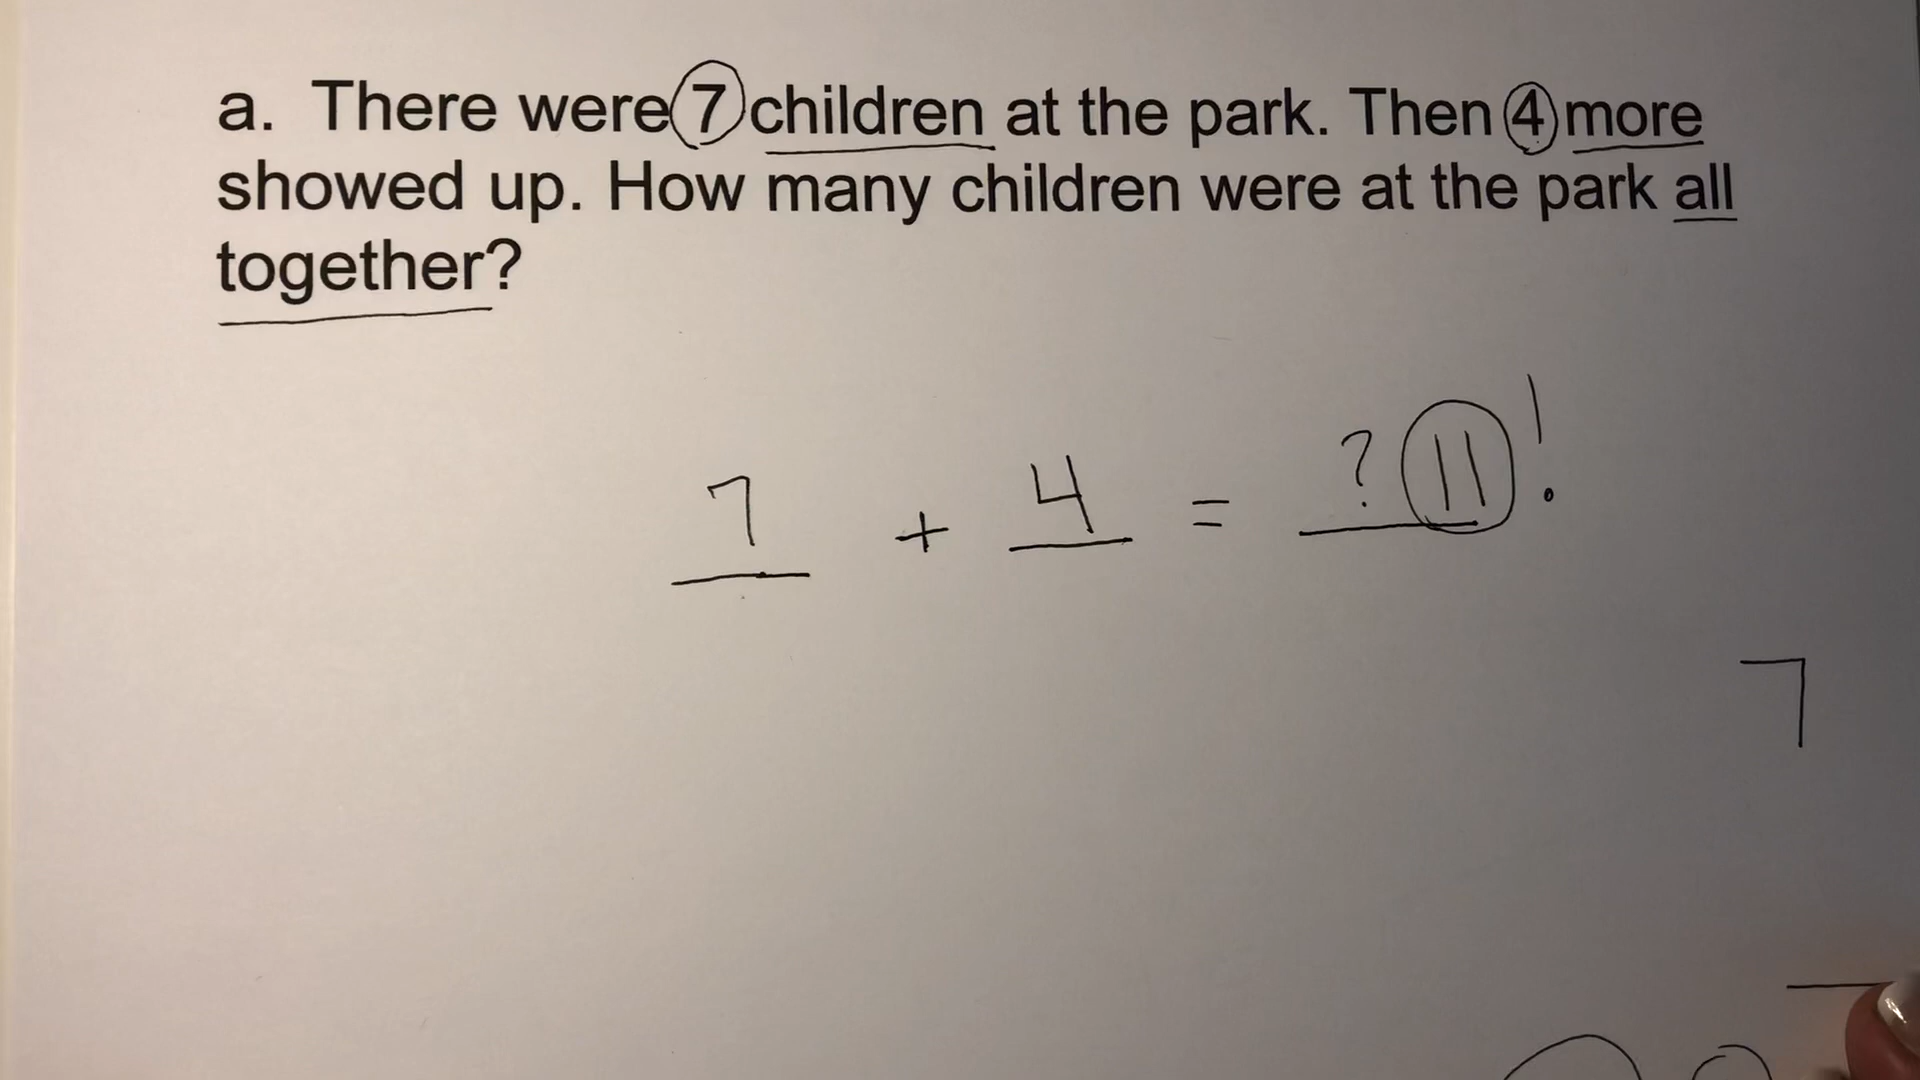 a. There were 7 children at the park. Then 4 more
showed up. How many children were at the park all
together?
7 + 4 = ? 11 !
7